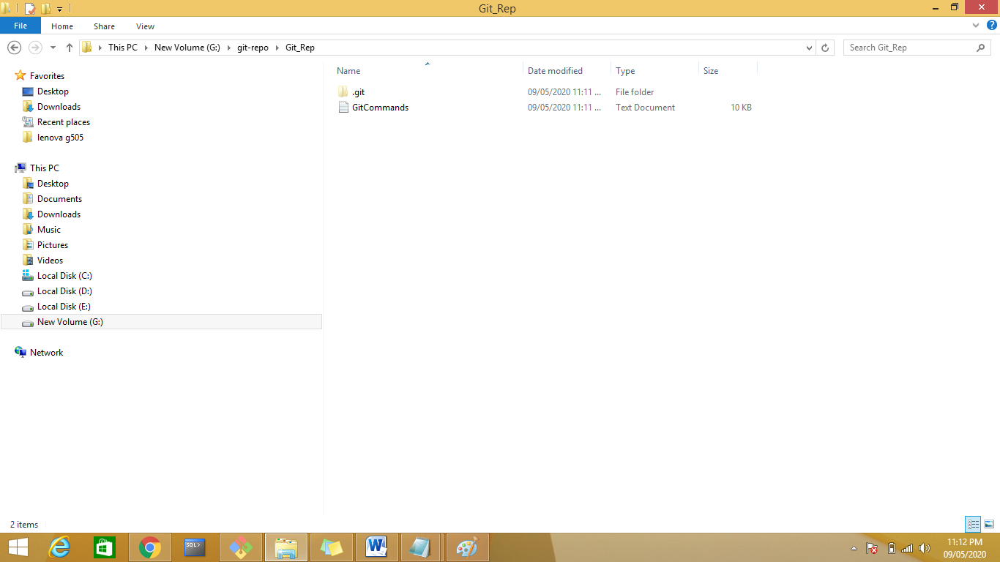 Git_Rep
File Home Share View
This PC New Volume (G:) git-repo Git_Rep Search Git_Rep
Name Date modified Type Size
.git 09/05/2020 11:11 ... File folder
GitCommands 09/05/2020 11:11 ... Text Document 10 KB
Favorites
Desktop
Downloads
Recent places
lenova g505
This PC
Desktop
Documents
Downloads
Music
Pictures
Videos
Local Disk (C:)
Local Disk (D:)
Local Disk (E:)
New Volume (G:)
Network
2 items
SQL>
11:12 PM
09/05/2020